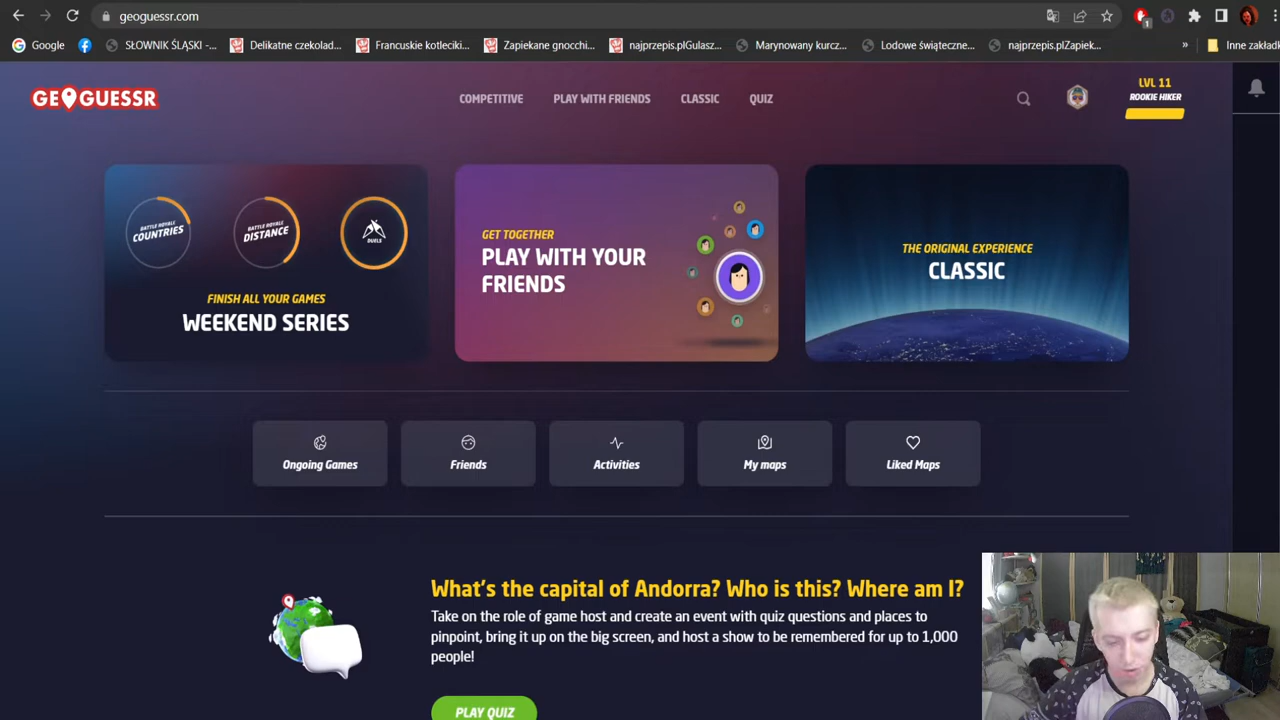 geoguessr.com
1
Google
SŁOWNIK ŚLĄSKI -...
Delikatne czekolad...
Francuskie kotleciki...
Zapiekane gnocchi...
najprzepis.plGulasz...
Marynowany kurcz...
Lodowe świąteczne...
najprzepis.plZapiek...
»
Inne zakład
GEOGUESSR
COMPETITIVE
PLAY WITH FRIENDS
CLASSIC
QUIZ
LVL 11
ROOKIE HIKER
BATTLE ROYALE
COUNTRIES
BATTLE ROYALE
DISTANCE
DUELS
FINISH ALL YOUR GAMES
WEEKEND SERIES
GET TOGETHER
PLAY WITH YOUR
FRIENDS
THE ORIGINAL EXPERIENCE
CLASSIC
Ongoing Games
Friends
Activities
My maps
Liked Maps
What's the capital of Andorra? Who is this? Where am I?
Take on the role of game host and create an event with quiz questions and places to
pinpoint, bring it up on the big screen, and host a show to be remembered for up to 1,000
people!
PLAY QUIZ